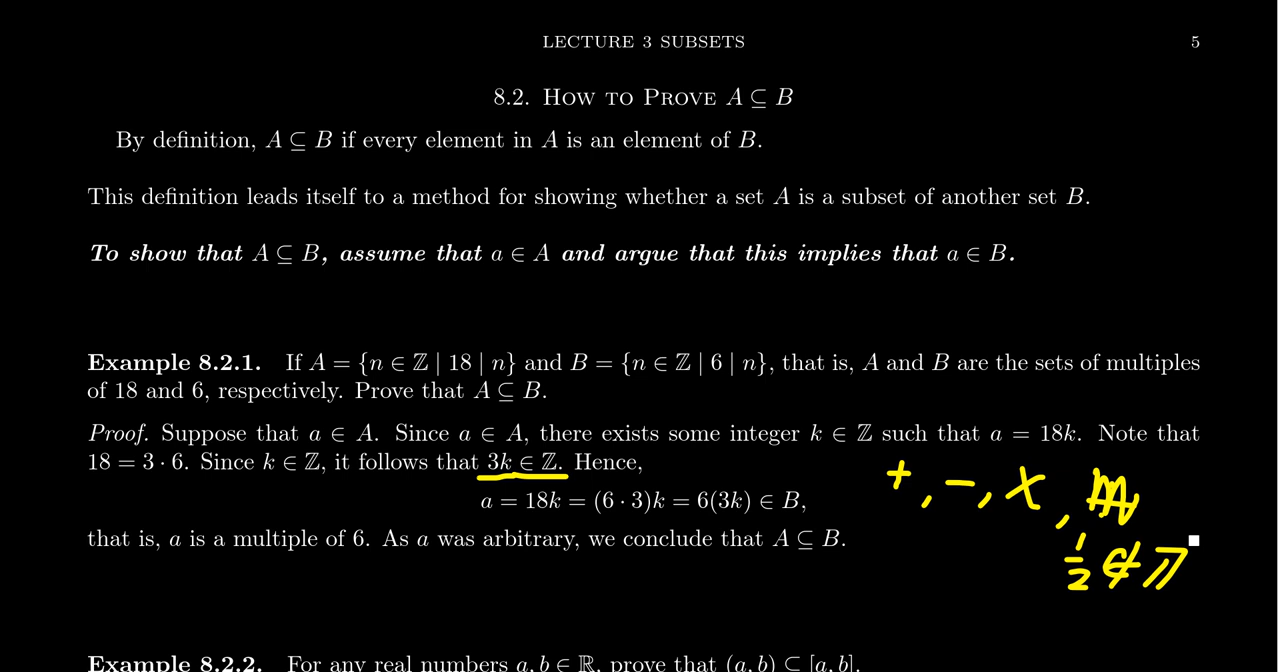 LECTURE 3 SUBSETS 5
8.2. How to Prove A ⊆ B
By definition, A ⊆ B if every element in A is an element of B.
This definition leads itself to a method for showing whether a set A is a subset of another set B.
To show that A ⊆ B, assume that a ∈ A and argue that this implies that a ∈ B.
Example 8.2.1. If A = {n ∈ ℤ | 18 | n} and B = {n ∈ ℤ | 6 | n}, that is, A and B are the sets of multiples
of 18 and 6, respectively. Prove that A ⊆ B.
Proof. Suppose that a ∈ A. Since a ∈ A, there exists some integer k ∈ ℤ such that a = 18k. Note that
18 = 3 · 6. Since k ∈ ℤ, it follows that 3k ∈ ℤ. Hence,
+, −, ×,
a = 18k = (6 · 3)k = 6(3k) ∈ B,
that is, a is a multiple of 6. As a was arbitrary, we conclude that A ⊆ B. ■
1/2 ∉ ℤ
Example 8.2.2. For any real numbers a, b ∈ ℝ, prove that (a, b) ⊆ [a, b].